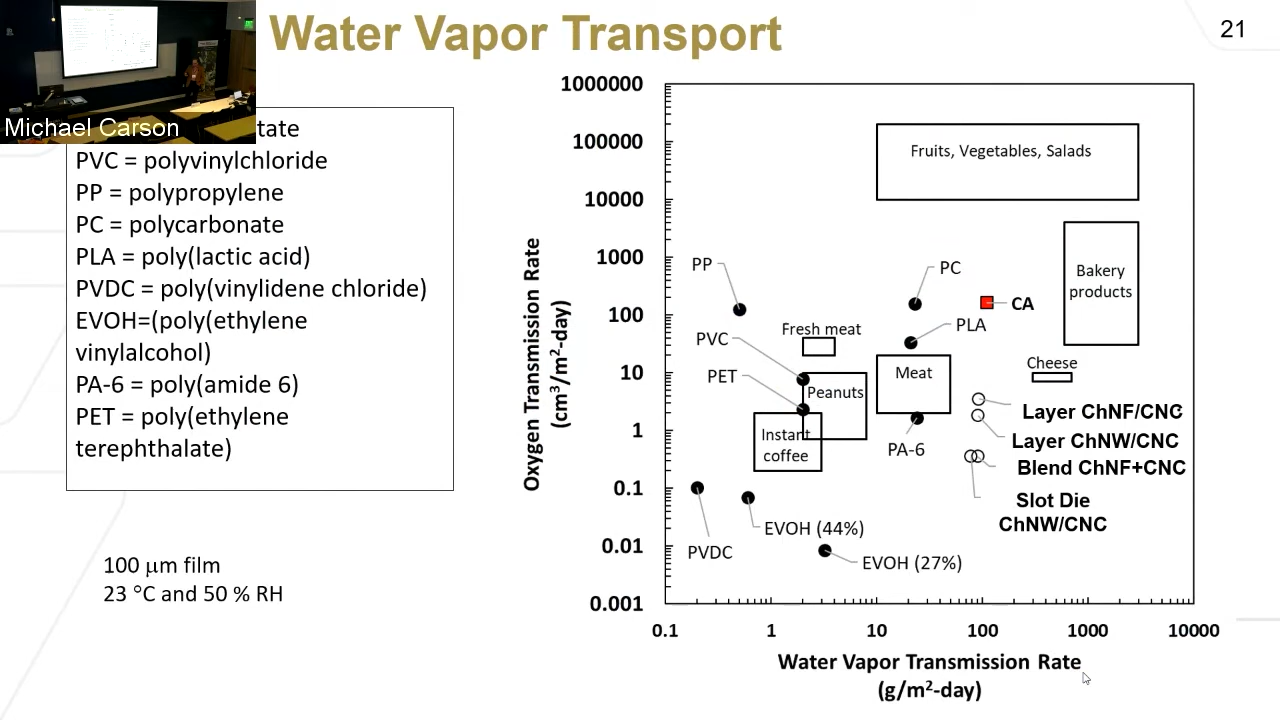 Water Vapor Transport
21
Michael Carson
tate
PVC = polyvinylchloride
PP = polypropylene
PC = polycarbonate
PLA = poly(lactic acid)
PVDC = poly(vinylidene chloride)
EVOH=(poly(ethylene
vinylalcohol)
PA-6 = poly(amide 6)
PET = poly(ethylene
terephthalate)
100 μm film
23 °C and 50 % RH
Oxygen Transmission Rate
(cm³/m²-day)
1000000
100000
10000
1000
100
10
1
0.1
0.01
0.001
Fruits, Vegetables, Salads
Bakery
products
PP
PC
CA
PLA
Fresh meat
PVC
PET
Peanuts
Meat
Cheese
Instant
coffee
PA-6
Layer ChNF/CNC
Layer ChNW/CNC
Blend ChNF+CNC
Slot Die
ChNW/CNC
PVDC
EVOH (44%)
EVOH (27%)
0.1
1
10
100
1000
10000
Water Vapor Transmission Rate
(g/m²-day)